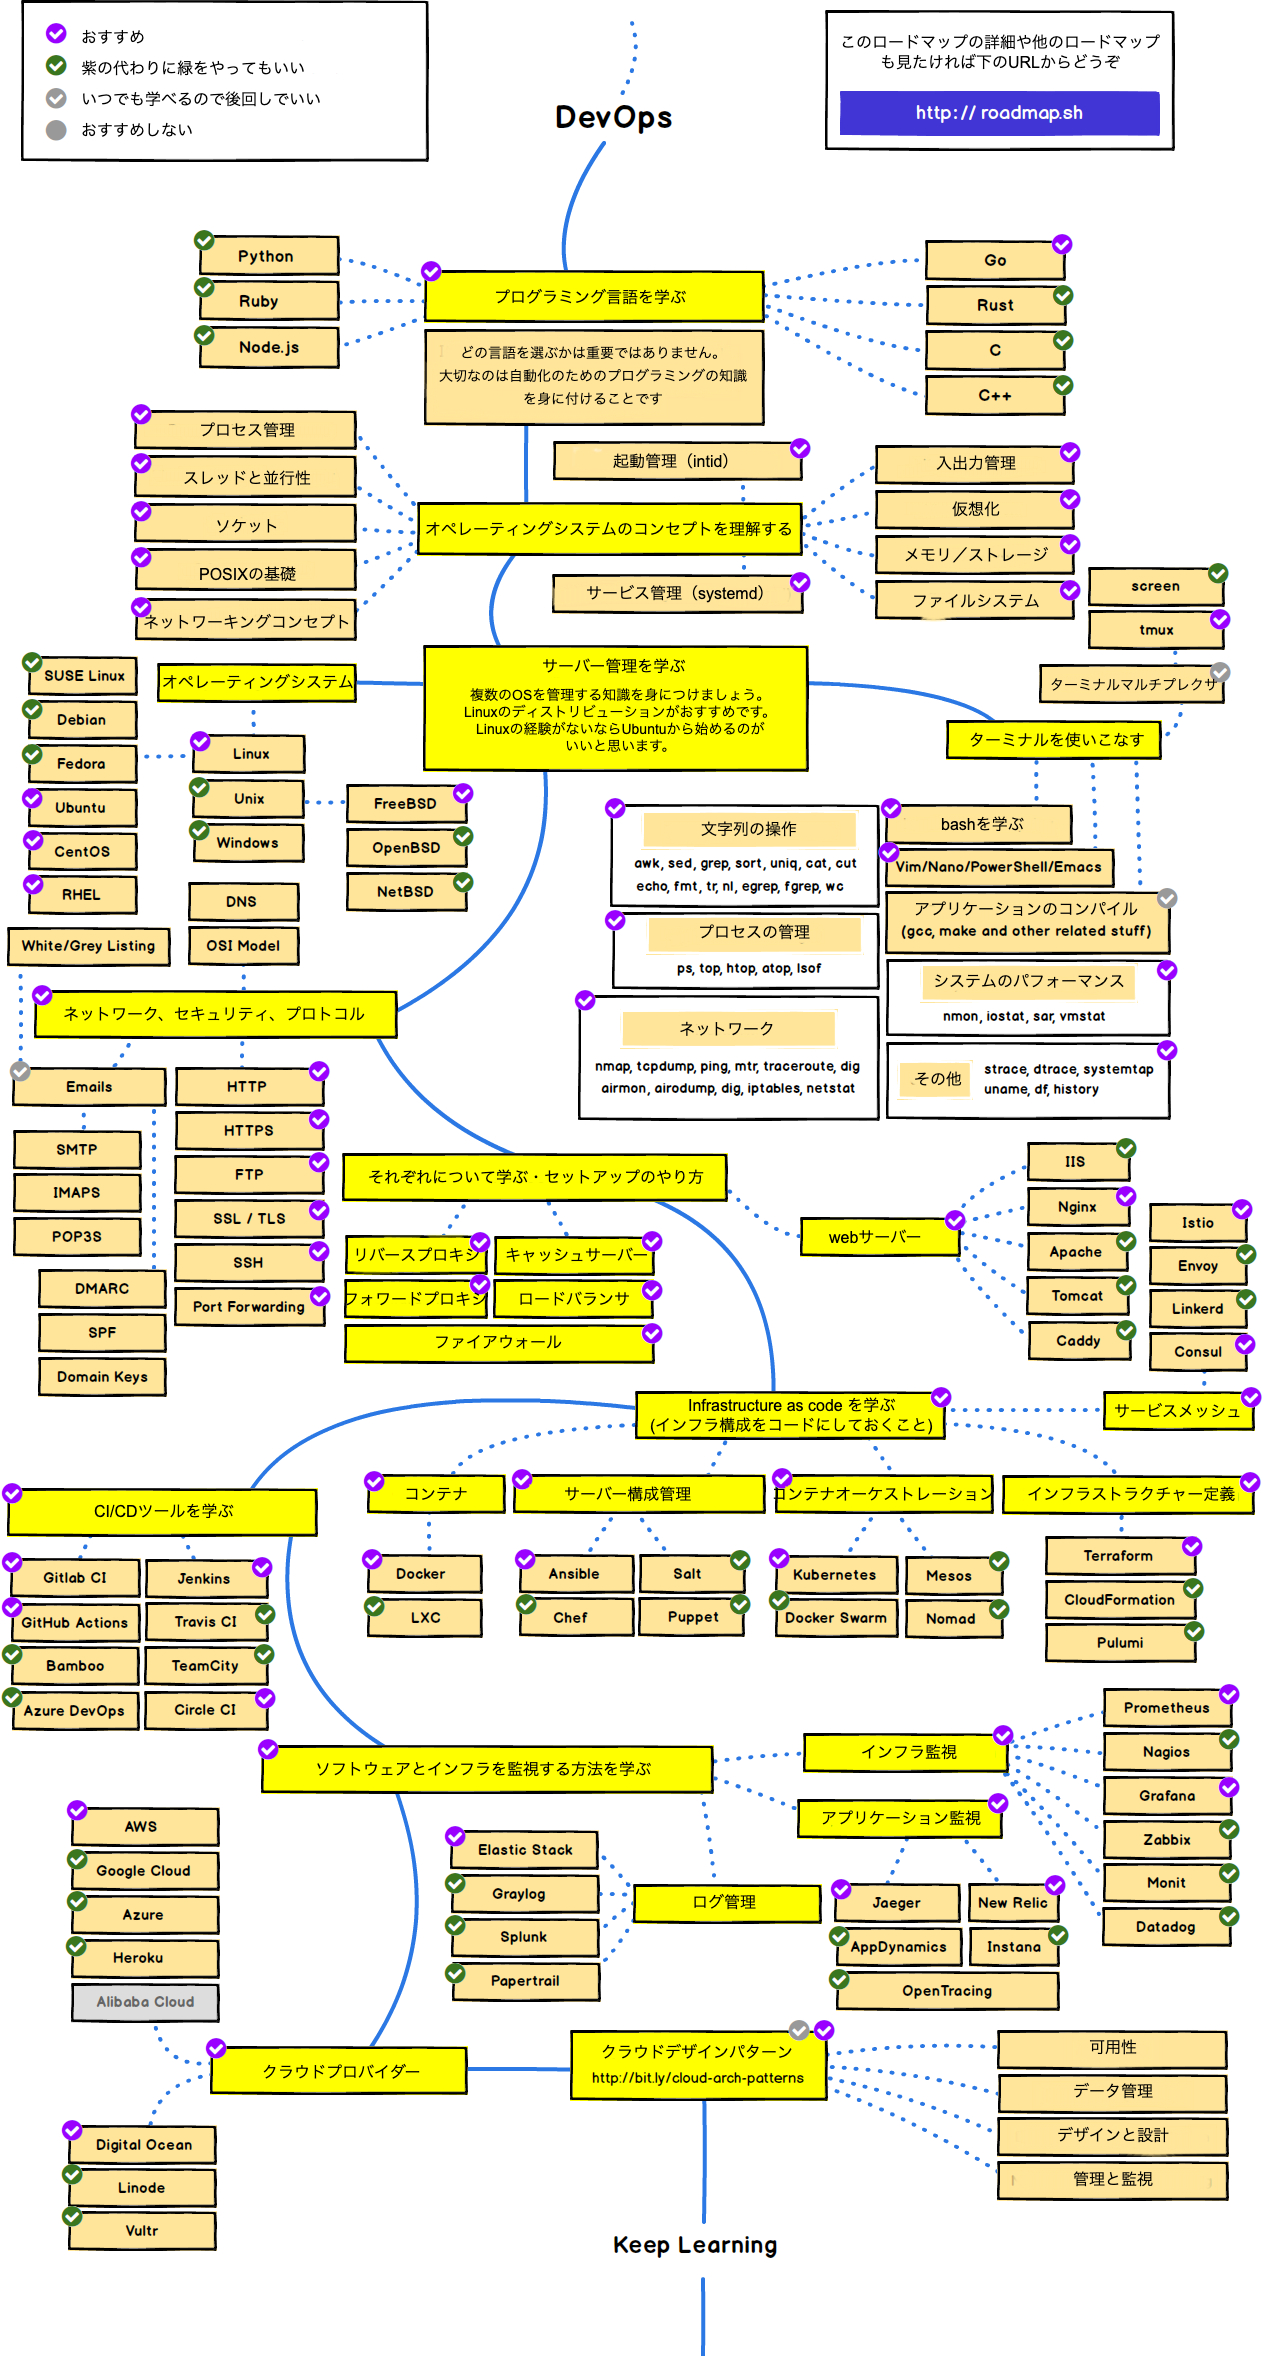 おすすめ
紫の代わりに緑をやってもいい
いつでも学べるので後回しでいい
おすすめしない
このロードマップの詳細や他のロードマップ
も見たければ下のURLからどうぞ
http:// roadmap.sh
DevOps
Python
Ruby
Node.js
プログラミング言語を学ぶ
どの言語を選ぶかは重要ではありません。
大切なのは自動化のためのプログラミングの知識
を身に付けることです
Go
Rust
C
C++
プロセス管理
スレッドと並行性
ソケット
POSIXの基礎
ネットワーキングコンセプト
起動管理（intid）
オペレーティングシステムのコンセプトを理解する
サービス管理（systemd）
入出力管理
仮想化
メモリ／ストレージ
ファイルシステム
screen
tmux
ターミナルマルチプレクサ
ターミナルを使いこなす
サーバー管理を学ぶ
複数のOSを管理する知識を身につけましょう。
Linuxのディストリビューションがおすすめです。
Linuxの経験がないならUbuntuから始めるのが
いいと思います。
オペレーティングシステム
SUSE Linux
Debian
Fedora
Ubuntu
CentOS
RHEL
Linux
Unix
Windows
FreeBSD
OpenBSD
NetBSD
文字列の操作
awk, sed, grep, sort, uniq, cat, cut
echo, fmt, tr, nl, egrep, fgrep, wc
プロセスの管理
ps, top, htop, atop, lsof
ネットワーク
nmap, tcpdump, ping, mtr, traceroute, dig
airmon, airodump, dig, iptables, netstat
bashを学ぶ
Vim/Nano/PowerShell/Emacs
アプリケーションのコンパイル
(gcc, make and other related stuff)
システムのパフォーマンス
nmon, iostat, sar, vmstat
その他
strace, dtrace, systemtap
uname, df, history
DNS
OSI Model
White/Grey Listing
ネットワーク、セキュリティ、プロトコル
Emails
SMTP
IMAPS
POP3S
DMARC
SPF
Domain Keys
HTTP
HTTPS
FTP
SSL / TLS
SSH
Port Forwarding
それぞれについて学ぶ・セットアップのやり方
リバースプロキシ
キャッシュサーバー
フォワードプロキシ
ロードバランサ
ファイアウォール
webサーバー
IIS
Nginx
Apache
Tomcat
Caddy
Istio
Envoy
Linkerd
Consul
サービスメッシュ
Infrastructure as code を学ぶ
(インフラ構成をコードにしておくこと)
コンテナ
Docker
LXC
サーバー構成管理
Ansible
Salt
Chef
Puppet
コンテナオーケストレーション
Kubernetes
Mesos
Docker Swarm
Nomad
インフラストラクチャー定義
Terraform
CloudFormation
Pulumi
CI/CDツールを学ぶ
Gitlab CI
Jenkins
GitHub Actions
Travis CI
Bamboo
TeamCity
Azure DevOps
Circle CI
ソフトウェアとインフラを監視する方法を学ぶ
インフラ監視
Prometheus
Nagios
Grafana
Zabbix
Monit
Datadog
アプリケーション監視
Jaeger
New Relic
AppDynamics
Instana
OpenTracing
ログ管理
Elastic Stack
Graylog
Splunk
Papertrail
AWS
Google Cloud
Azure
Heroku
Alibaba Cloud
クラウドプロバイダー
Digital Ocean
Linode
Vultr
クラウドデザインパターン
http://bit.ly/cloud-arch-patterns
可用性
データ管理
デザインと設計
管理と監視
Keep Learning